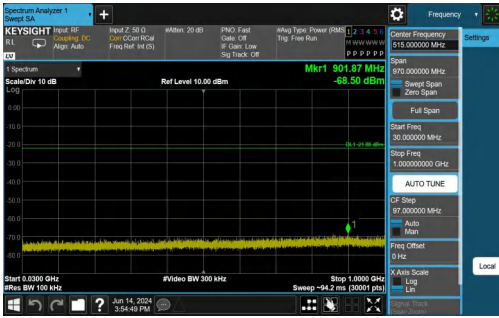 Spectrum Analyzer 1
Swept SA
Frequency
KEYSIGHT
RL
Input: RF
Coupling: DC
Align: Auto
Input Z: 50 Ω
Corr CCorr RCal
Freq Ref: Int (S)
#Atten: 20 dB
PNO: Fast
Gate: Off
IF Gain: Low
Sig Track: Off
#Avg Type: Power (RMS)
Trig: Free Run
1 2 3 4 5 6
M W W W W W
P P P P P P
1 Spectrum
Scale/Div 10 dB
Log
Ref Level 10.00 dBm
Mkr1 901.87 MHz
-68.50 dBm
0.00
-10.0
-20.0
-30.0
-40.0
-50.0
-60.0
-70.0
-80.0
1
Start 0.0300 GHz
#Res BW 100 kHz
#Video BW 300 kHz
Stop 1.0000 GHz
Sweep ~94.2 ms (30001 pts)
Jun 14, 2024
3:54:49 PM
Center Frequency
515.000000 MHz
Span
970.000000 MHz
Swept Span
Zero Span
Full Span
Start Freq
30.000000 MHz
Stop Freq
1.000000000 GHz
AUTO TUNE
CF Step
97.000000 MHz
Auto
Man
Freq Offset
0 Hz
X Axis Scale
Log
Lin
Signal Track
Settings
Local